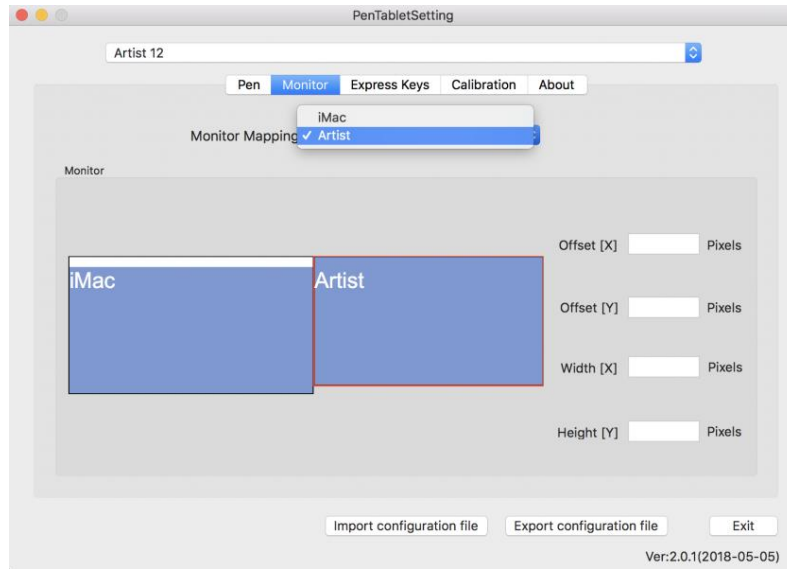 PenTabletSetting
Artist 12
Pen Monitor Express Keys Calibration About
iMac
Monitor Mapping ✓ Artist
Monitor
Offset [X] Pixels
iMac Artist
Offset [Y] Pixels
Width [X] Pixels
Height [Y] Pixels
Import configuration file Export configuration file Exit
Ver:2.0.1(2018-05-05)